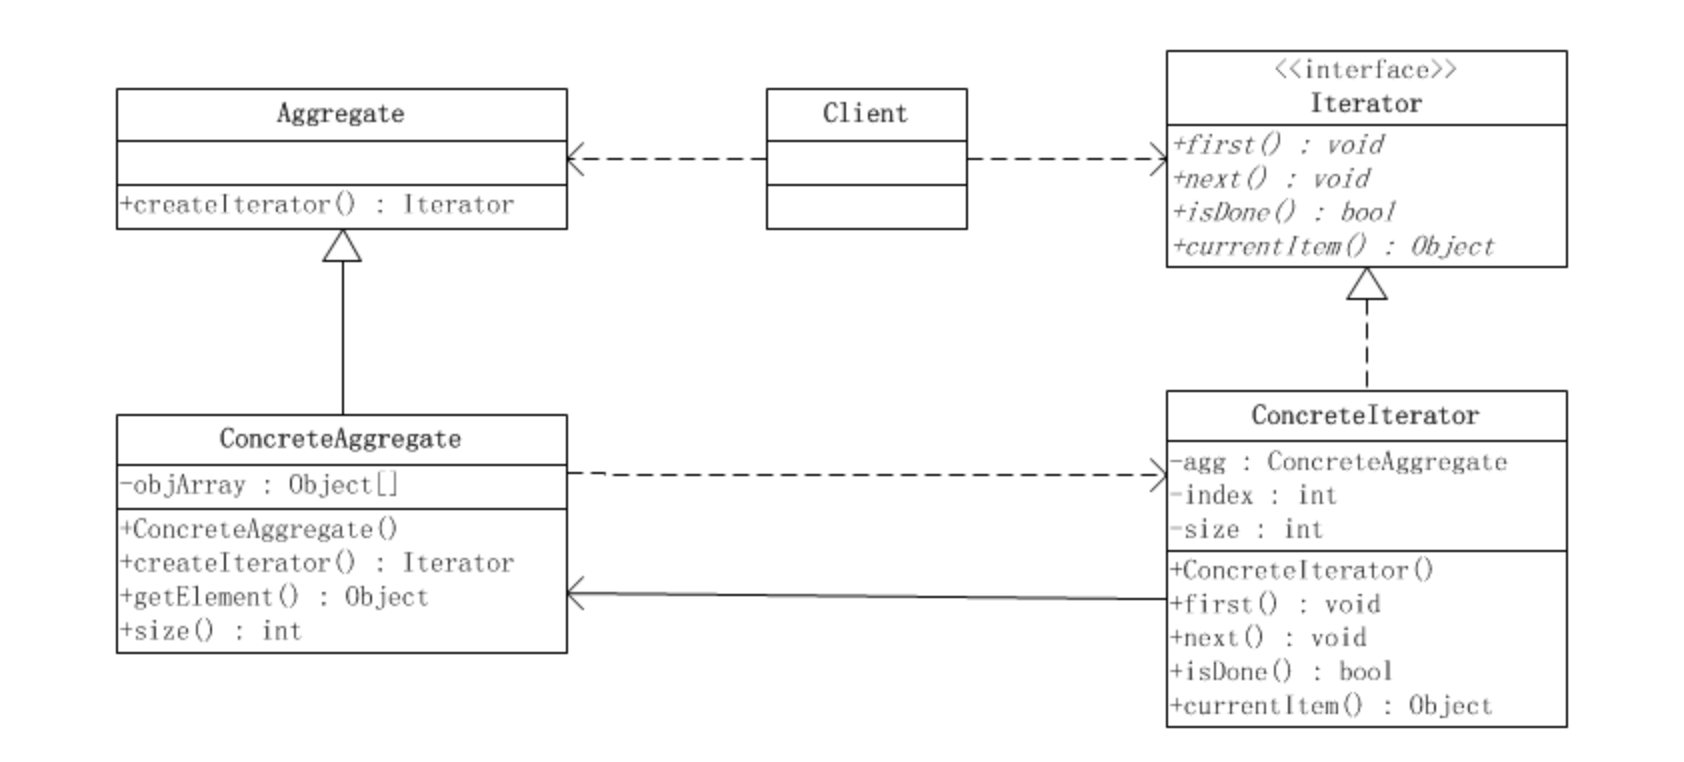 Aggregate
+createIterator() : Iterator
Client
<<interface>>
Iterator
+first() : void
+next() : void
+isDone() : bool
+currentItem() : Object
ConcreteAggregate
-objArray : Object[]
+ConcreteAggregate()
+createIterator() : Iterator
+getElement() : Object
+size() : int
ConcreteIterator
-agg : ConcreteAggregate
-index : int
-size : int
+ConcreteIterator()
+first() : void
+next() : void
+isDone() : bool
+currentItem() : Object